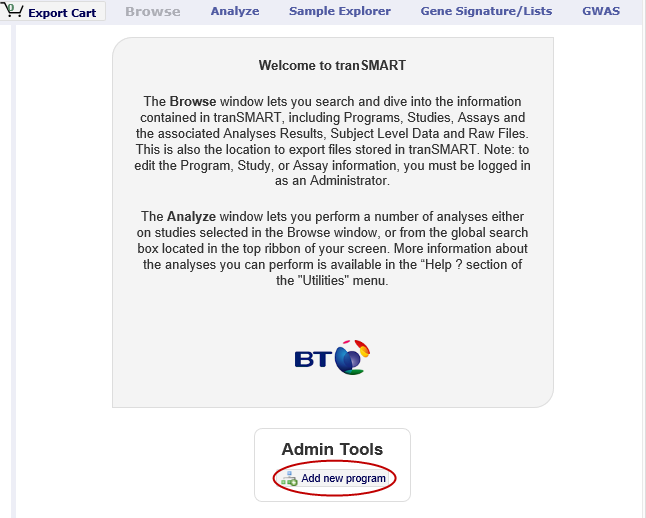 0 Export Cart Browse Analyze Sample Explorer Gene Signature/Lists GWAS
Welcome to tranSMART
The Browse window lets you search and dive into the information
contained in tranSMART, including Programs, Studies, Assays and
the associated Analyses Results, Subject Level Data and Raw Files.
This is also the location to export files stored in tranSMART. Note: to
edit the Program, Study, or Assay information, you must be logged in
as an Administrator.
The Analyze window lets you perform a number of analyses either
on studies selected in the Browse window, or from the global search
box located in the top ribbon of your screen. More information about
the analyses you can perform is available in the “Help ? section of
the "Utilities" menu.
BT
Admin Tools
Add new program